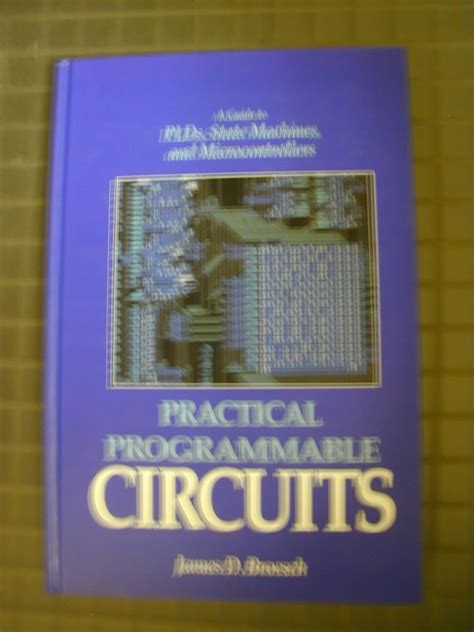 A Guide to
PLDs, State Machines,
and Microcontrollers
PRACTICAL
PROGRAMMABLE
CIRCUITS
James D. Broesch